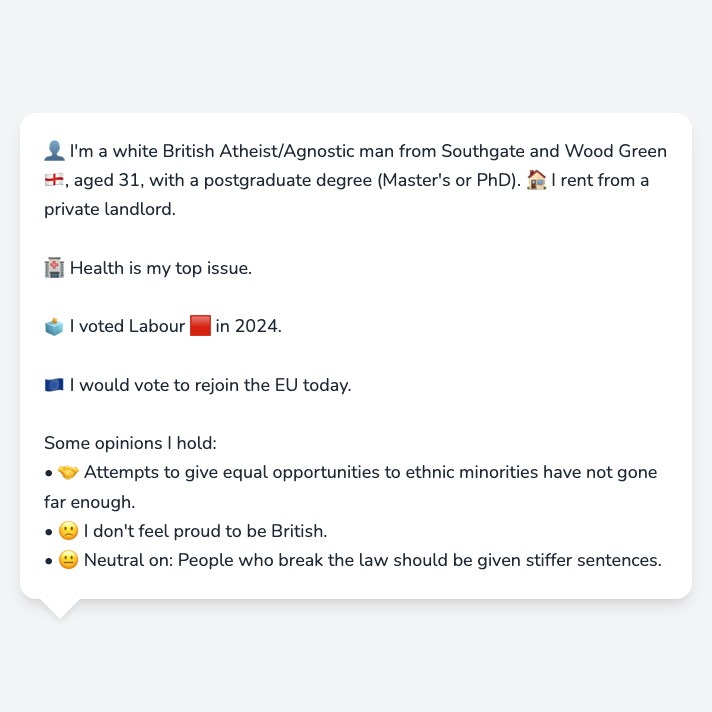 👤 I'm a white British Atheist/Agnostic man from Southgate and Wood Green
🏴󠁧󠁢󠁥󠁮󠁧󠁿, aged 31, with a postgraduate degree (Master's or PhD). 🏠 I rent from a
private landlord.
🏥 Health is my top issue.
🗳️ I voted Labour 🟥 in 2024.
🇪🇺 I would vote to rejoin the EU today.
Some opinions I hold:
• 🤝 Attempts to give equal opportunities to ethnic minorities have not gone
far enough.
• 🙁 I don't feel proud to be British.
• 😐 Neutral on: People who break the law should be given stiffer sentences.